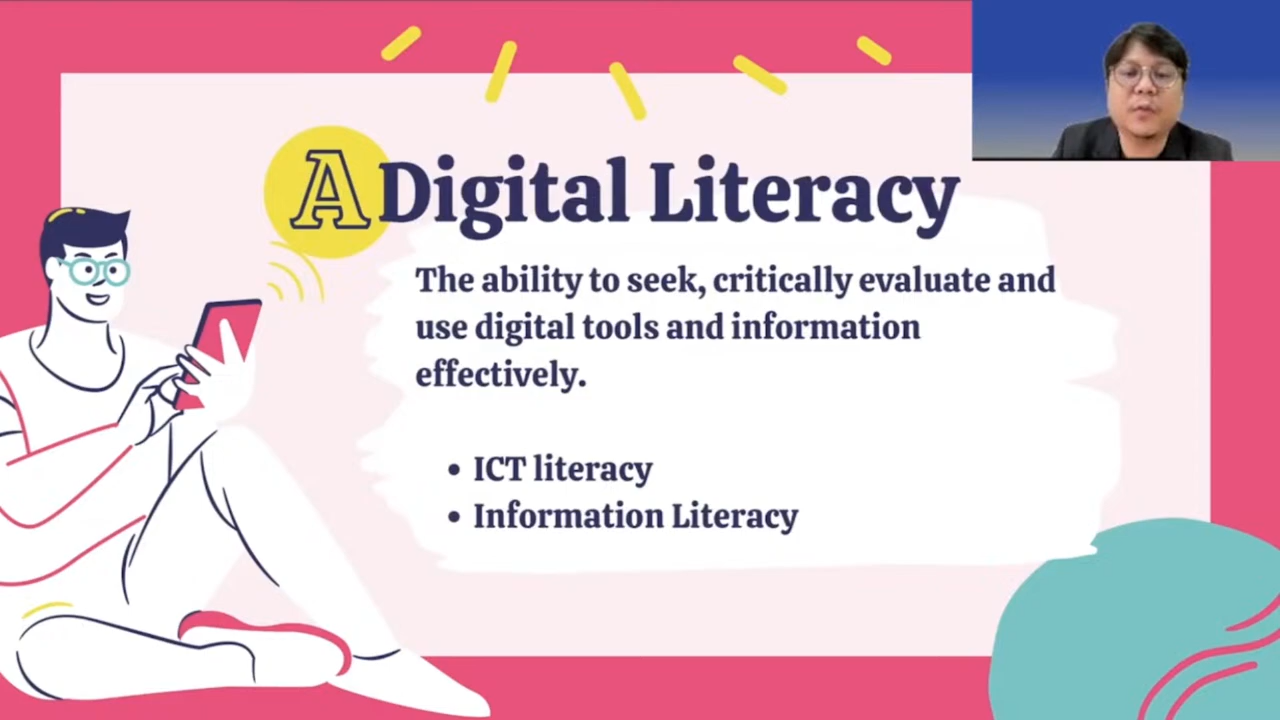 A Digital Literacy
The ability to seek, critically evaluate and
use digital tools and information
effectively.
• ICT literacy
• Information Literacy